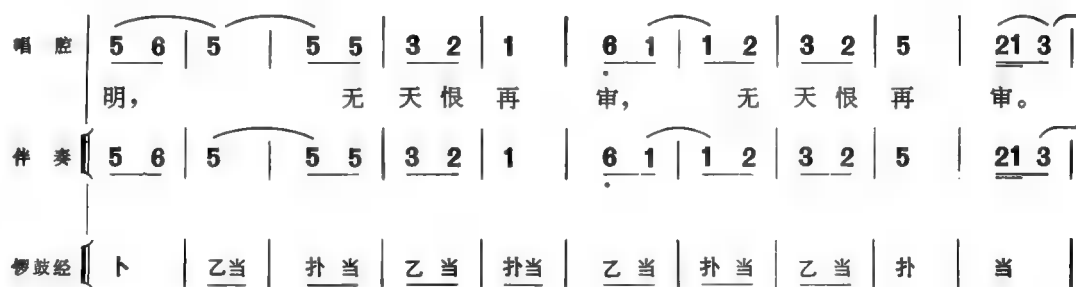 唱腔 5 6 | 5 | 5 5 | 3 2 | 1 | 6 1 | 1 2 | 3 2 | 5 | 21 3 |
明， 无 天 恨 再 审， 无 天 恨 再 审。
伴奏 5 6 | 5 | 5 5 | 3 2 | 1 | 6 1 | 1 2 | 3 2 | 5 | 21 3 |
锣鼓经 卜 | 乙当 | 扑 当 | 乙 当 | 扑当 | 乙 当 | 扑 当 | 乙 当 | 扑 | 当 |